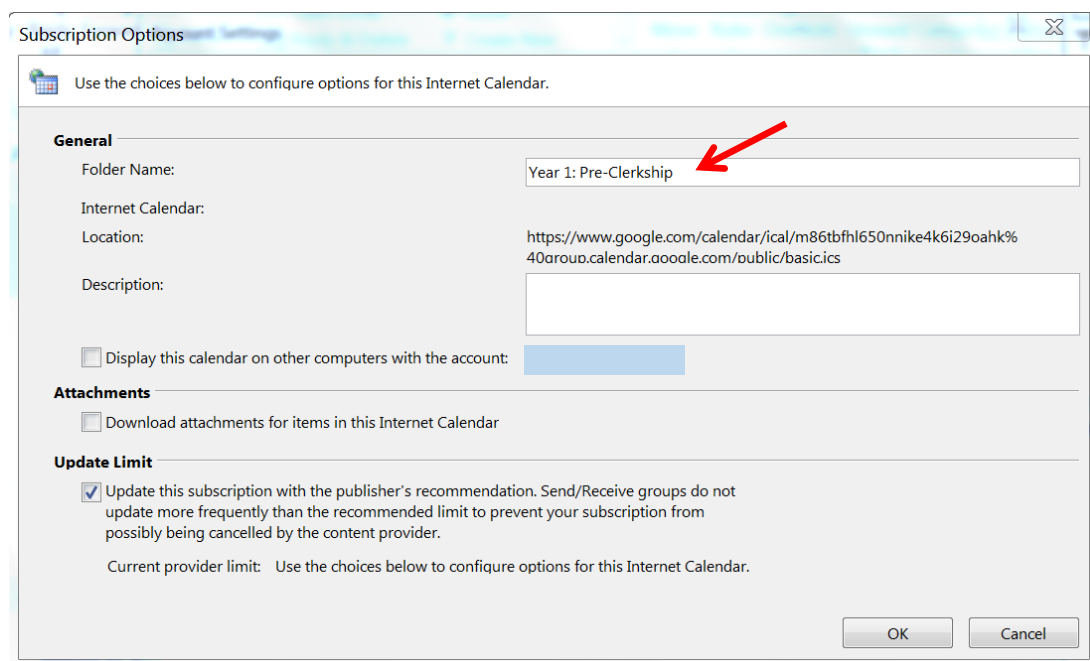 Subscription Options
Use the choices below to configure options for this Internet Calendar.
General
Folder Name:
Year 1: Pre-Clerkship
Internet Calendar:
Location:
https://www.google.com/calendar/ical/m86tbfhl650nnike4k6i29oahk%
40group.calendar.google.com/public/basic.ics
Description:
Display this calendar on other computers with the account:
Attachments
Download attachments for items in this Internet Calendar
Update Limit
Update this subscription with the publisher's recommendation. Send/Receive groups do not
update more frequently than the recommended limit to prevent your subscription from
possibly being cancelled by the content provider.
Current provider limit: Use the choices below to configure options for this Internet Calendar.
OK
Cancel